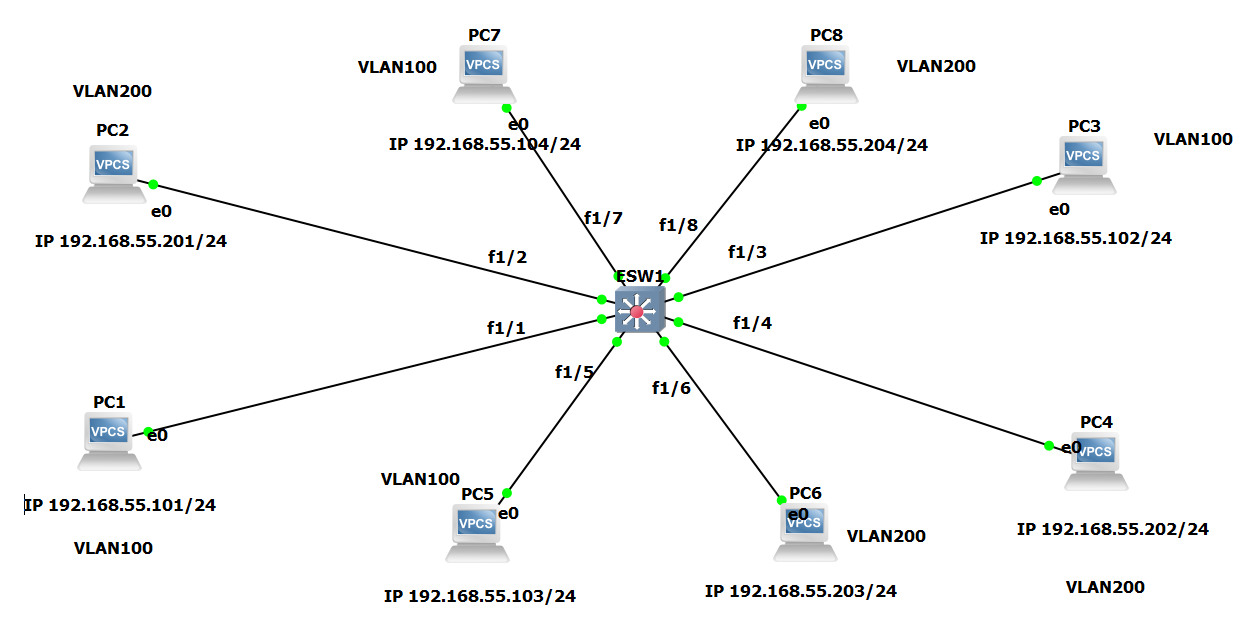 PC7
VPCS
VLAN100
e0
IP 192.168.55.104/24
f1/7
PC8
VPCS
VLAN200
e0
IP 192.168.55.204/24
f1/8
VLAN200
PC2
VPCS
e0
IP 192.168.55.201/24
f1/2
PC3
VPCS
VLAN100
e0
IP 192.168.55.102/24
f1/3
ESW1
f1/1
PC1
VPCS
e0
IP 192.168.55.101/24
VLAN100
f1/5
VLAN100
PC5
VPCS
e0
IP 192.168.55.103/24
f1/6
PC6
VPCS
e0
VLAN200
IP 192.168.55.203/24
f1/4
PC4
VPCS
e0
IP 192.168.55.202/24
VLAN200